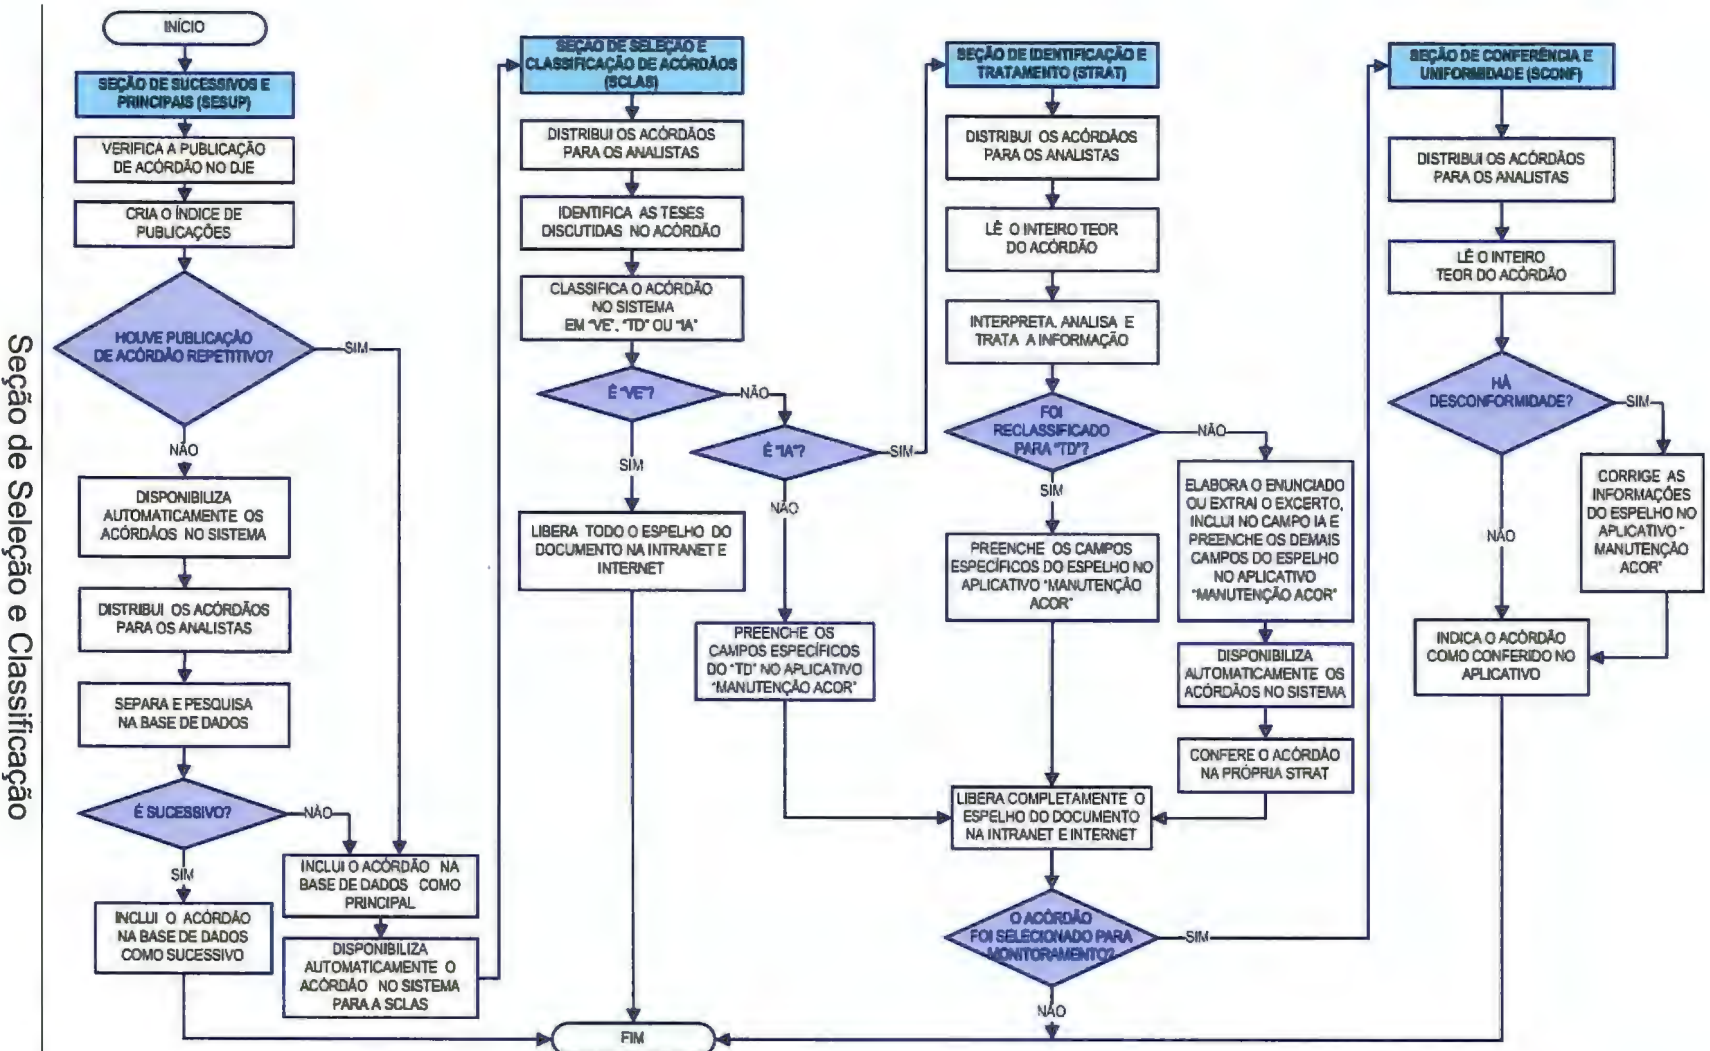 Seção de Seleção e Classificação
INÍCIO
SEÇÃO DE SUCESSIVOS E
PRINCIPAIS (SESUP)
VERIFICA A PUBLICAÇÃO
DE ACÓRDÃO NO DJE
CRIA O ÍNDICE DE
PUBLICAÇÕES
HOUVE PUBLICAÇÃO
DE ACÓRDÃO REPETITIVO?
SIM
NÃO
DISPONIBILIZA
AUTOMATICAMENTE OS
ACÓRDÃOS NO SISTEMA
DISTRIBUI OS ACÓRDÃOS
PARA OS ANALISTAS
SEPARA E PESQUISA
NA BASE DE DADOS
É SUCESSIVO?
NÃO
SIM
INCLUI O ACÓRDÃO
NA BASE DE DADOS
COMO SUCESSIVO
INCLUI O ACÓRDÃO NA
BASE DE DADOS COMO
PRINCIPAL
DISPONIBILIZA
AUTOMATICAMENTE O
ACÓRDÃO NO SISTEMA
PARA A SCLAS
SEÇÃO DE SELEÇÃO E
CLASSIFICAÇÃO DE ACÓRDÃOS
(SCLAS)
DISTRIBUI OS ACÓRDÃOS
PARA OS ANALISTAS
IDENTIFICA AS TESES
DISCUTIDAS NO ACÓRDÃO
CLASSIFICA O ACÓRDÃO
NO SISTEMA
EM "VE", "TD" OU "IA"
É "VE"?
NÃO
SIM
É "IA"?
SIM
NÃO
LIBERA TODO O ESPELHO DO
DOCUMENTO NA INTRANET E
INTERNET
PREENCHE OS
CAMPOS ESPECÍFICOS
DO "TD" NO APLICATIVO
"MANUTENÇÃO ACOR"
FIM
SEÇÃO DE IDENTIFICAÇÃO E
TRATAMENTO (STRAT)
DISTRIBUI OS ACÓRDÃOS
PARA OS ANALISTAS
LÊ O INTEIRO TEOR
DO ACÓRDÃO
INTERPRETA, ANALISA E
TRATA A INFORMAÇÃO
FOI
RECLASSIFICADO
PARA "TD"?
NÃO
SIM
PREENCHE OS CAMPOS
ESPECÍFICOS DO ESPELHO NO
APLICATIVO "MANUTENÇÃO
ACOR"
ELABORA O ENUNCIADO
OU EXTRAI O EXCERTO,
INCLUI NO CAMPO IA E
PREENCHE OS DEMAIS
CAMPOS DO ESPELHO
NO APLICATIVO
"MANUTENÇÃO ACOR"
DISPONIBILIZA
AUTOMATICAMENTE OS
ACÓRDÃOS NO SISTEMA
CONFERE O ACÓRDÃO
NA PRÓPRIA STRAT
LIBERA COMPLETAMENTE O
ESPELHO DO DOCUMENTO
NA INTRANET E INTERNET
O ACÓRDÃO
FOI SELECIONADO PARA
MONITORAMENTO?
SIM
NÃO
SEÇÃO DE CONFERÊNCIA E
UNIFORMIDADE (SCONF)
DISTRIBUI OS ACÓRDÃOS
PARA OS ANALISTAS
LÊ O INTEIRO
TEOR DO ACÓRDÃO
HÁ
DESCONFORMIDADE?
SIM
NÃO
CORRIGE AS
INFORMAÇÕES
DO ESPELHO NO
APLICATIVO "
MANUTENÇÃO
ACOR"
INDICA O ACÓRDÃO
COMO CONFERIDO NO
APLICATIVO